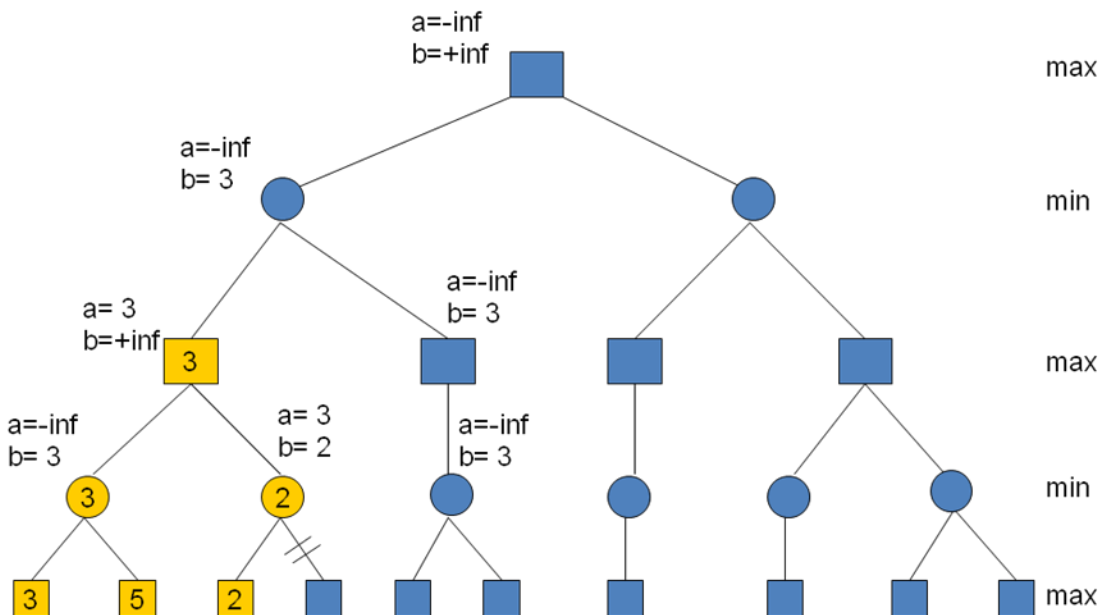 a=-inf
b=+inf
max
a=-inf
b= 3
min
a=-inf
b= 3
a= 3
b=+inf
3
max
a=-inf
b= 3
a= 3
b= 2
a=-inf
b= 3
3
2
min
3
5
2
max